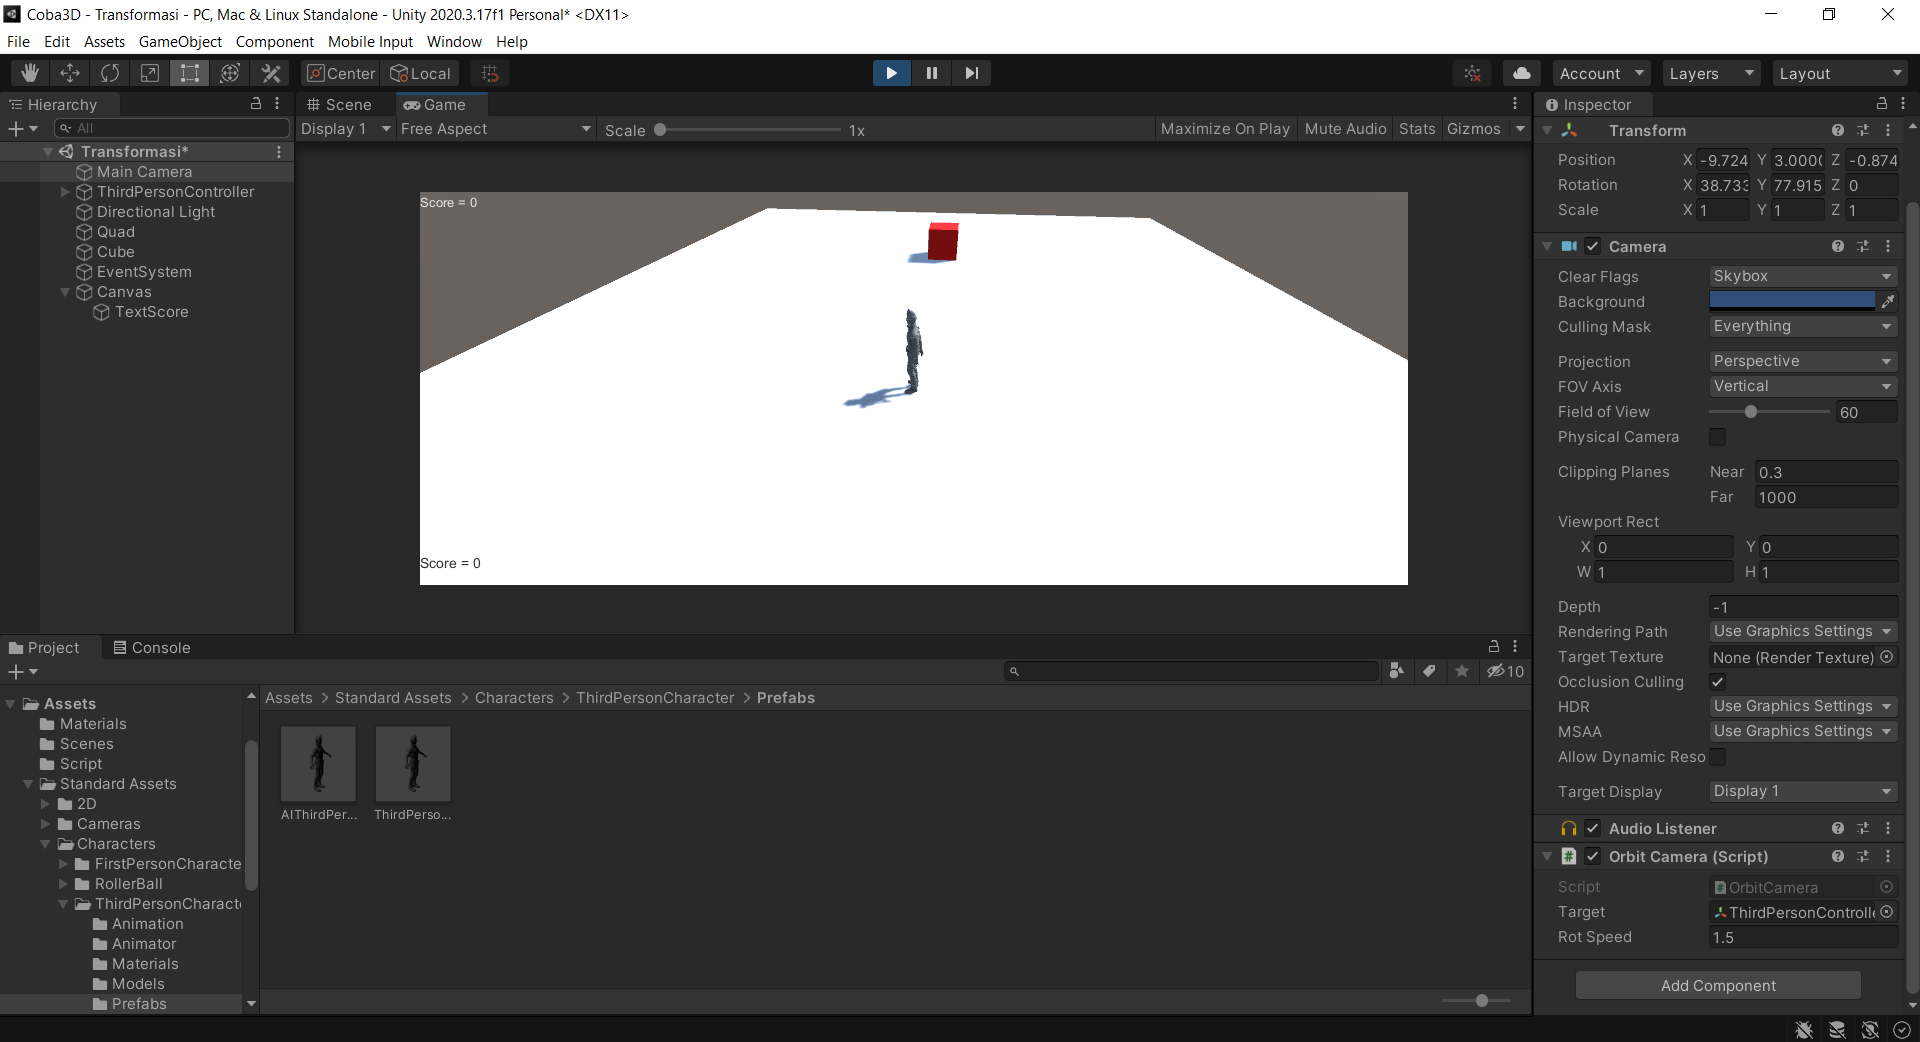 Coba3D - Transformasi - PC, Mac & Linux Standalone - Unity 2020.3.17f1 Personal* <DX11>
File Edit Assets GameObject Component Mobile Input Window Help
Center Local Account Layers Layout
Hierarchy
All
Transformasi*
Main Camera
ThirdPersonController
Directional Light
Quad
Cube
EventSystem
Canvas
TextScore
Scene Game
Display 1 Free Aspect Scale 1x Maximize On Play Mute Audio Stats Gizmos
Score = 0
Score = 0
Inspector
Transform
Position X -9.724 Y 3.000( Z -0.874
Rotation X 38.733 Y 77.915 Z 0
Scale X 1 Y 1 Z 1
Camera
Clear Flags Skybox
Background
Culling Mask Everything
Projection Perspective
FOV Axis Vertical
Field of View 60
Physical Camera
Clipping Planes Near 0.3
Far 1000
Viewport Rect
X 0 Y 0
W 1 H 1
Depth -1
Rendering Path Use Graphics Settings
Target Texture None (Render Texture)
Occlusion Culling
HDR Use Graphics Settings
MSAA Use Graphics Settings
Allow Dynamic Reso
Target Display Display 1
Audio Listener
Orbit Camera (Script)
Script OrbitCamera
Target ThirdPersonControlle
Rot Speed 1.5
Add Component
Project Console
10
Assets
Materials
Scenes
Script
Standard Assets
2D
Cameras
Characters
FirstPersonCharacte
RollerBall
ThirdPersonCharact
Animation
Animator
Materials
Models
Prefabs
Assets > Standard Assets > Characters > ThirdPersonCharacter > Prefabs
AIThirdPer... ThirdPerso...